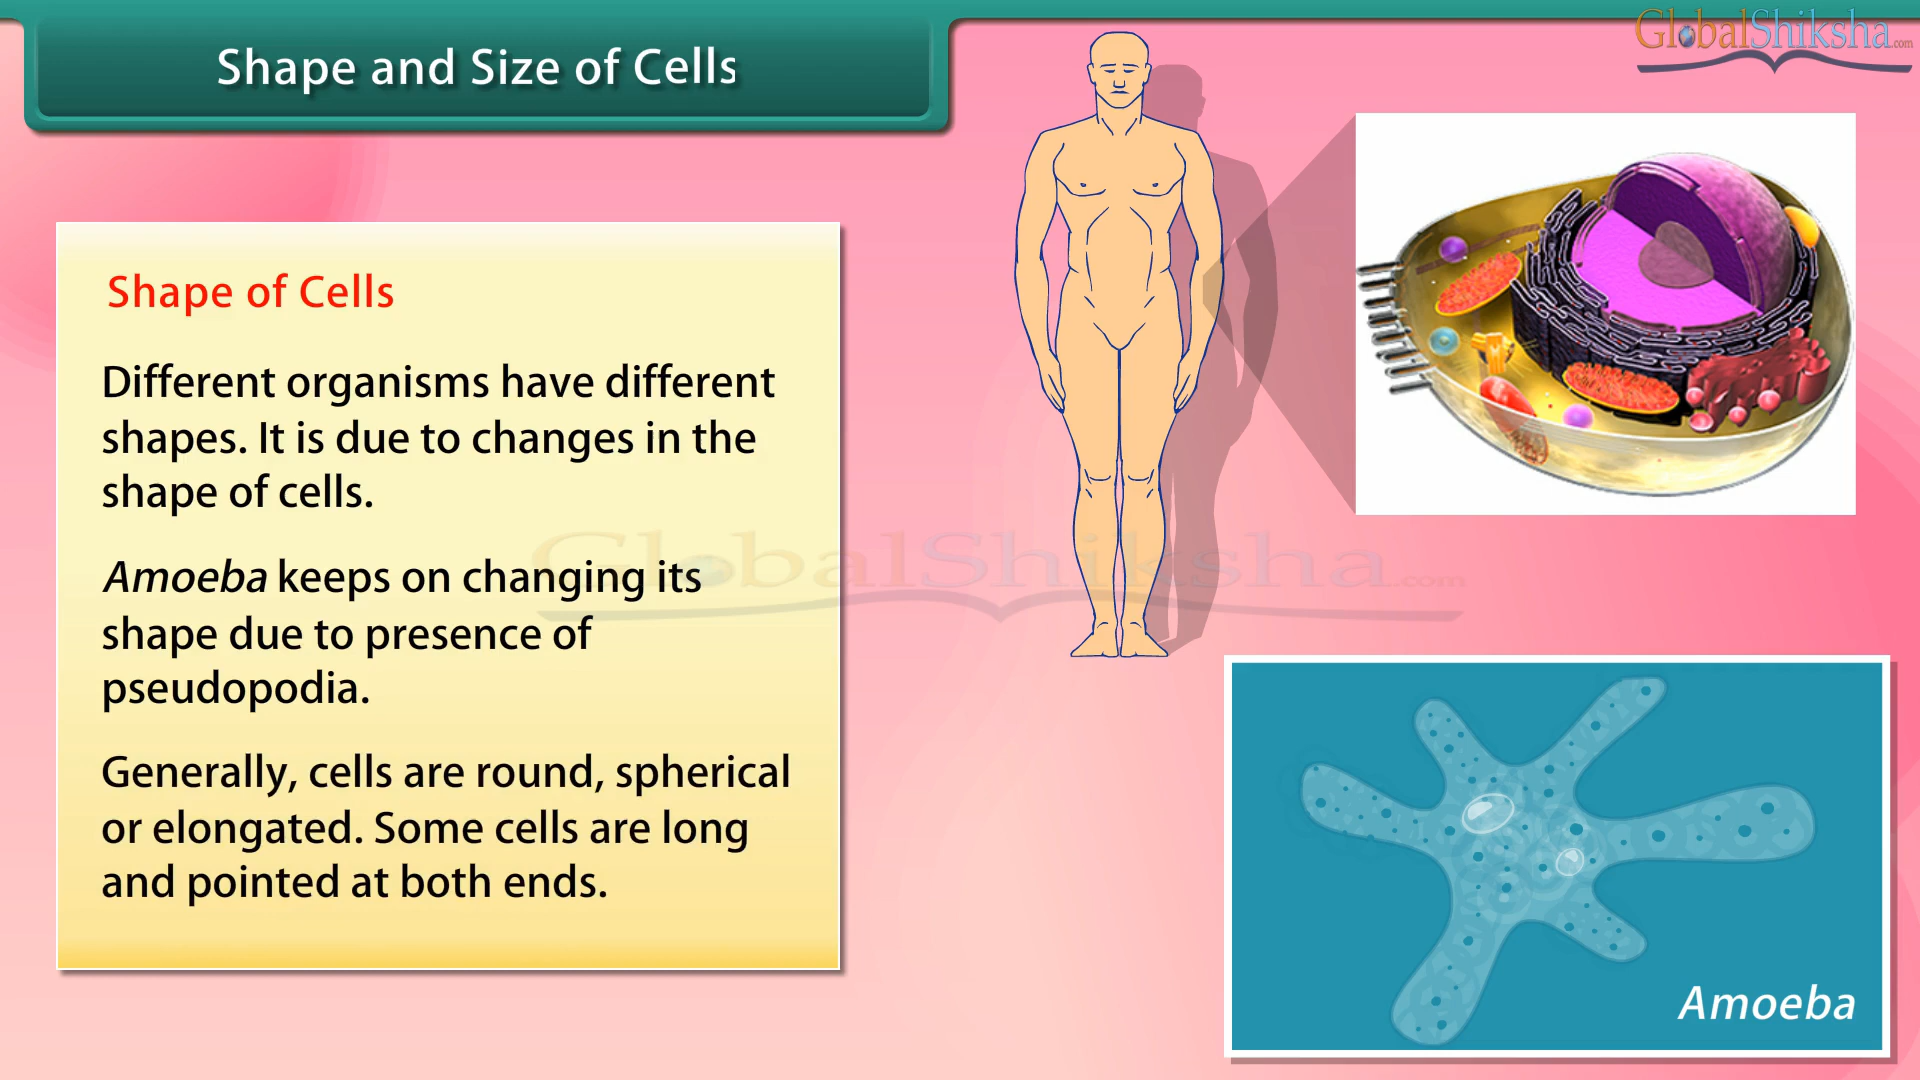 Shape and Size of Cells
GlobalShiksha.com
Shape of Cells
Different organisms have different
shapes. It is due to changes in the
shape of cells.
Amoeba keeps on changing its
shape due to presence of
pseudopodia.
Generally, cells are round, spherical
or elongated. Some cells are long
and pointed at both ends.
GlobalShiksha.com
Amoeba